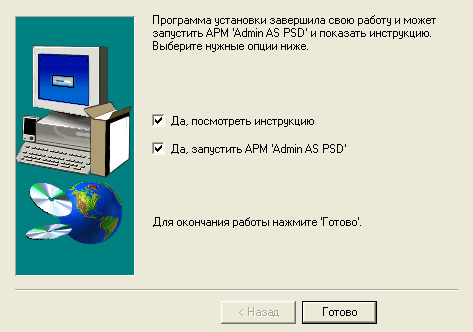 Программа установки завершила свою работу и может
запустить АРМ 'Admin AS PSD' и показать инструкцию.
Выберите нужные опции ниже.
Да, посмотреть инструкцию
Да, запустить АРМ 'Admin AS PSD'
Для окончания работы нажмите 'Готово'.
< Назад
Готово